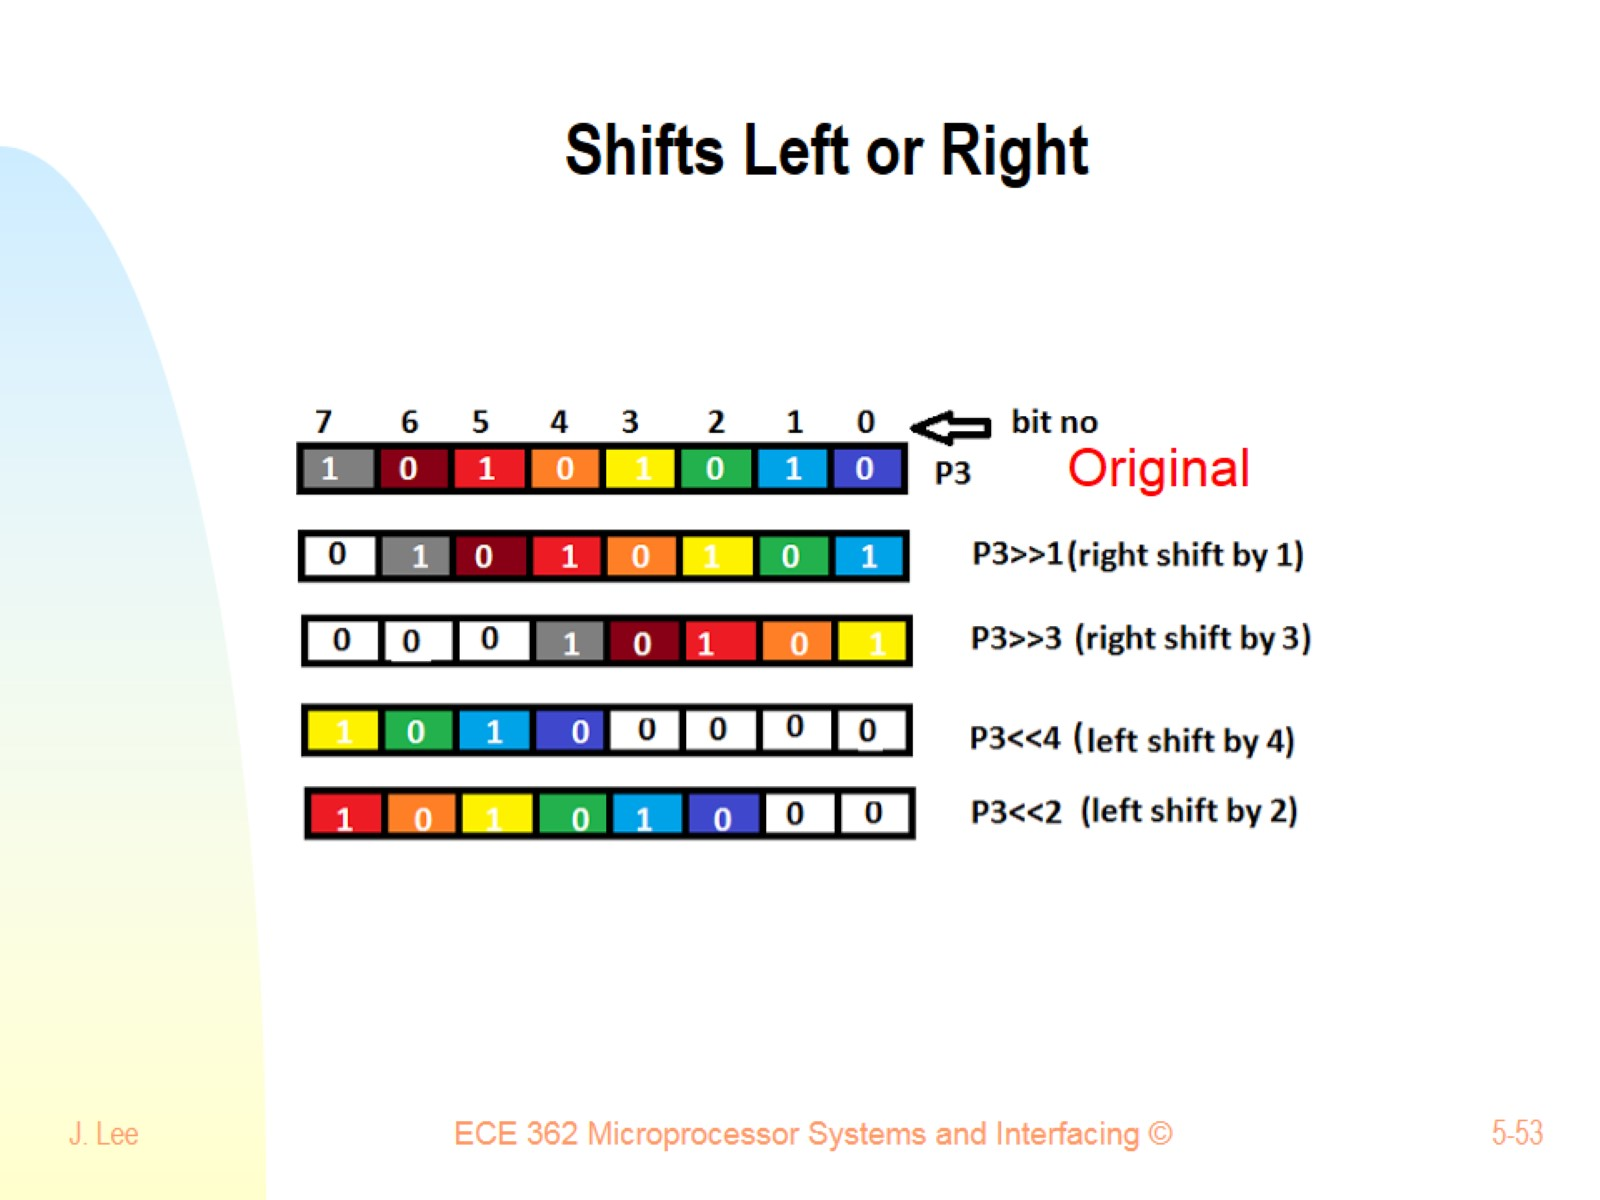 Shifts Left or Right
7 6 5 4 3 2 1 0 bit no
1 0 1 0 1 0 1 0 P3 Original
0 1 0 1 0 1 0 1 P3>>1(right shift by 1)
0 0 0 1 0 1 0 1 P3>>3 (right shift by 3)
1 0 1 0 0 0 0 0 P3<<4 (left shift by 4)
1 0 1 0 1 0 0 0 P3<<2 (left shift by 2)
J. Lee ECE 362 Microprocessor Systems and Interfacing © 5-53